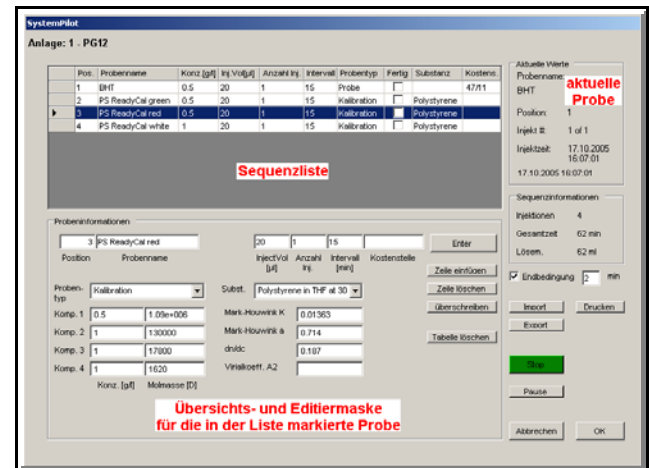 SystemPilot
Anlage: 1 - PG12
Pos. Probenname Konz [g/l] Inj.Vol[µl] Anzahl Inj. Intervall Probentyp Fertig Substanz Kostens.
1 BHT 0.5 20 1 15 Probe 47/11
2 PS ReadyCal green 0.5 20 1 15 Kalibration Polystyrene
3 PS ReadyCal red 0.5 20 1 15 Kalibration Polystyrene
4 PS ReadyCal white 1 20 1 15 Kalibration Polystyrene
Sequenzliste
Aktuelle Werte
Probenname:
BHT
aktuelle
Probe
Position: 1
Injekt #: 1 of 1
Injektzeit: 17.10.2005
16:07:01
17.10.2005 16:07:01
Sequenzinformationen
Injektionen 4
Gesamtzeit 62 min
Lösem. 62 ml
Endbedingung 2 min
Import Drucken
Export
Stop
Pause
Abbrechen OK
Probeninformationen
3 PS ReadyCal red 20 1 15 Enter
Position Probenname InjectVol Anzahl Intervall Kostenstelle
[µl] Inj. [min]
Zeile einfügen
Zeile löschen
überschreiben
Tabelle löschen
Proben- Kalibration Subst. Polystyrene in THF at 30
typ
Komp. 1 0.5 1.09e+006 Mark-Houwink K 0.01363
Komp. 2 1 130000 Mark-Houwink a 0.714
Komp. 3 1 17800 dn/dc 0.187
Komp. 4 1 1620 Virialkoeff. A2
Konz. [g/l] Molmasse [D]
Übersichts- und Editiermaske
für die in der Liste markierte Probe